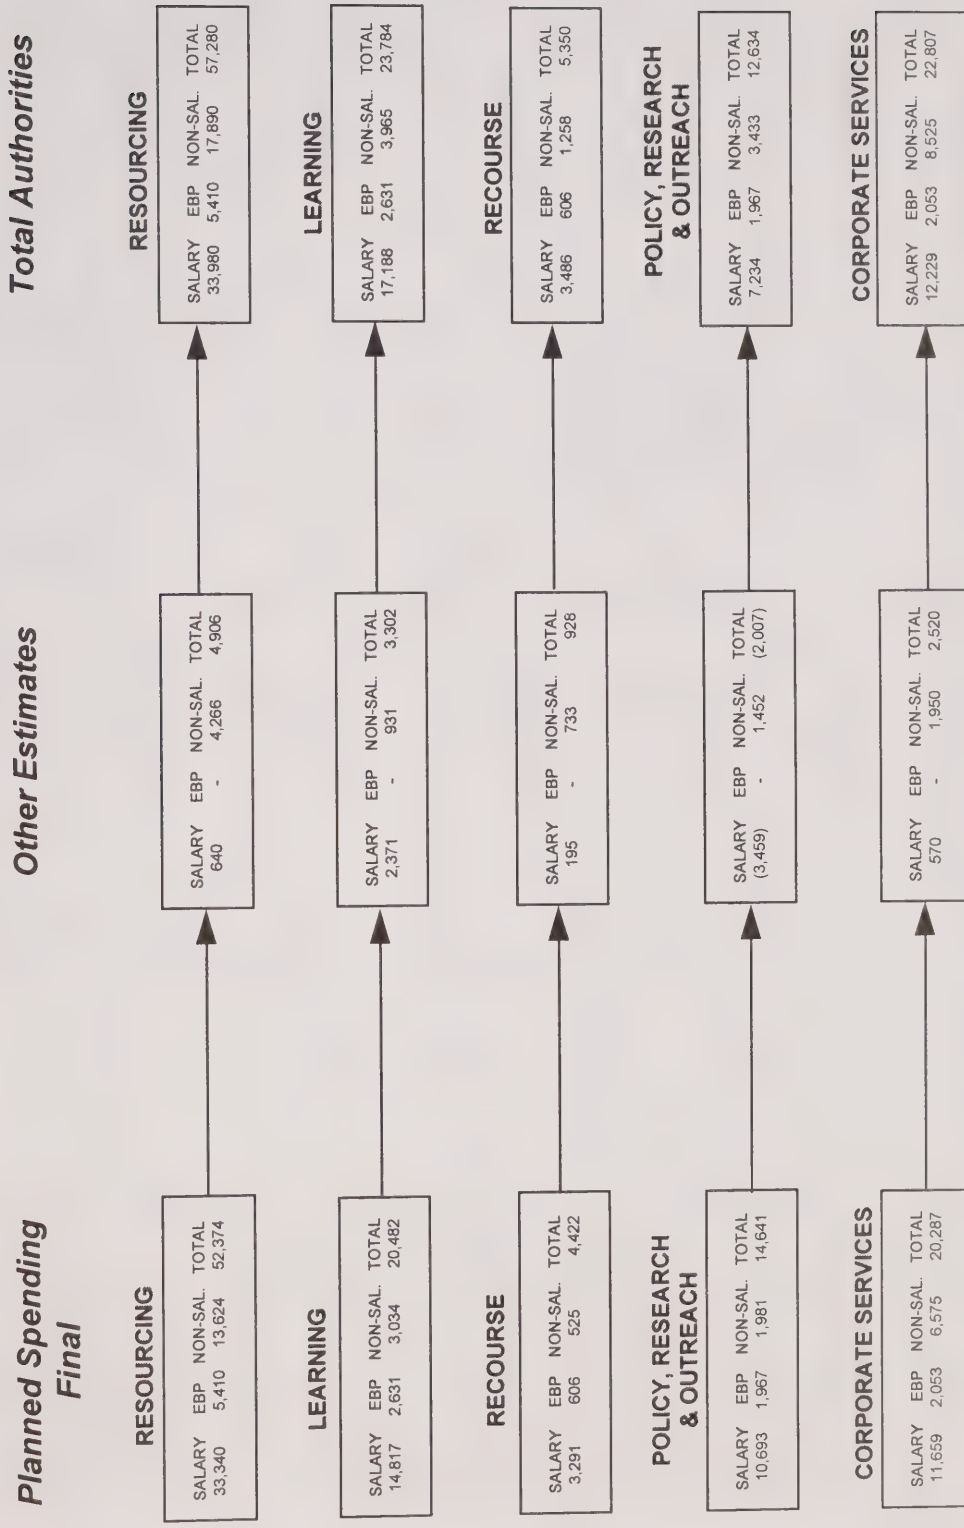 Planned Spending
Final
Other Estimates
Total Authorities
RESOURCING
SALARY EBP NON-SAL. TOTAL
33,340 5,410 13,624 52,374
SALARY EBP NON-SAL. TOTAL
640 - 4,266 4,906
RESOURCING
SALARY EBP NON-SAL. TOTAL
33,980 5,410 17,890 57,280
LEARNING
SALARY EBP NON-SAL. TOTAL
14,817 2,631 3,034 20,482
SALARY EBP NON-SAL. TOTAL
2,371 - 931 3,302
LEARNING
SALARY EBP NON-SAL. TOTAL
17,188 2,631 3,965 23,784
RECOURSE
SALARY EBP NON-SAL. TOTAL
3,291 606 525 4,422
SALARY EBP NON-SAL. TOTAL
195 - 733 928
RECOURSE
SALARY EBP NON-SAL. TOTAL
3,486 606 1,258 5,350
POLICY, RESEARCH
& OUTREACH
SALARY EBP NON-SAL. TOTAL
10,693 1,967 1,981 14,641
SALARY EBP NON-SAL. TOTAL
(3,459) - 1,452 (2,007)
POLICY, RESEARCH
& OUTREACH
SALARY EBP NON-SAL. TOTAL
7,234 1,967 3,433 12,634
CORPORATE SERVICES
SALARY EBP NON-SAL. TOTAL
11,659 2,053 6,575 20,287
SALARY EBP NON-SAL. TOTAL
570 - 1,950 2,520
CORPORATE SERVICES
SALARY EBP NON-SAL. TOTAL
12,229 2,053 8,525 22,807